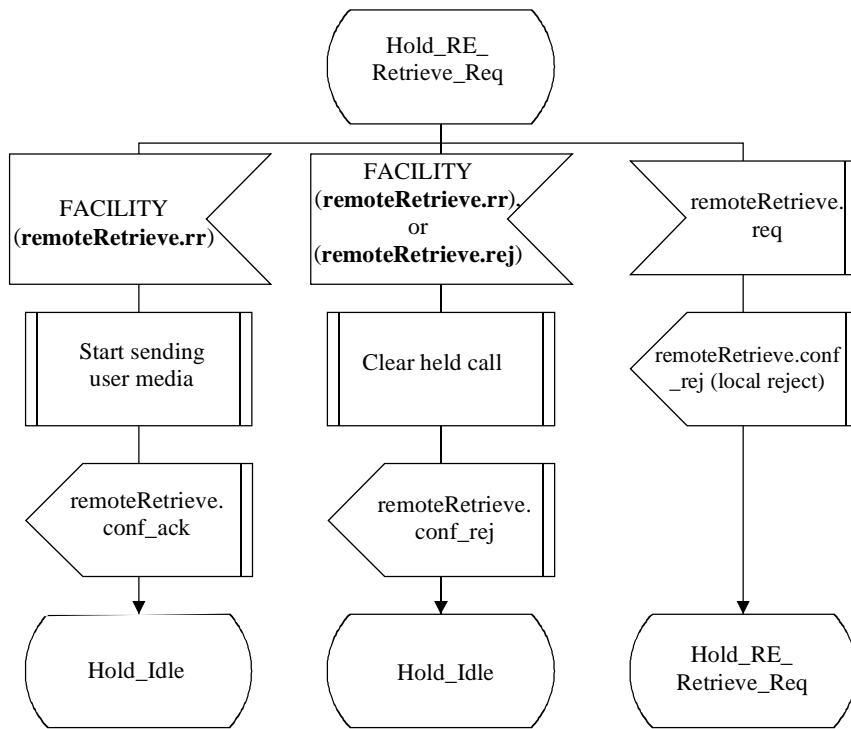 Hold_RE_
Retrieve_Req
FACILITY
(remoteRetrieve.rr)
FACILITY
(remoteRetrieve.rr),
or
(remoteRetrieve.rej)
remoteRetrieve.
req
Start sending
user media
Clear held call
remoteRetrieve.conf
_rej (local reject)
remoteRetrieve.
conf_ack
remoteRetrieve.
conf_rej
Hold_Idle
Hold_Idle
Hold_RE_
Retrieve_Req